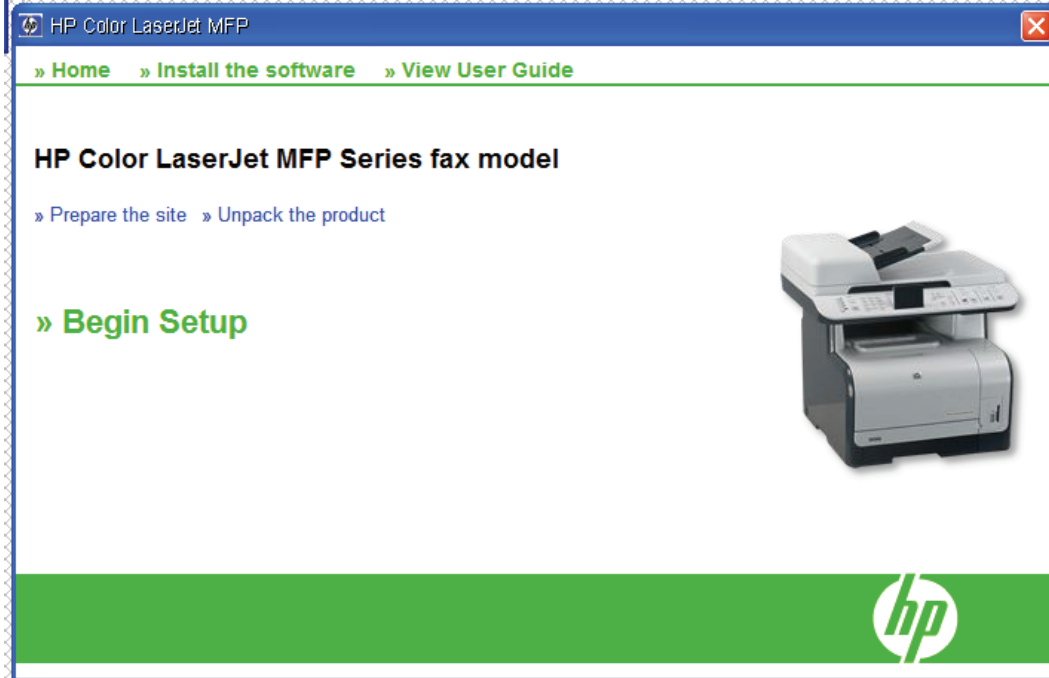 HP Color LaserJet MFP
» Home » Install the software » View User Guide
HP Color LaserJet MFP Series fax model
» Prepare the site » Unpack the product
» Begin Setup
hp